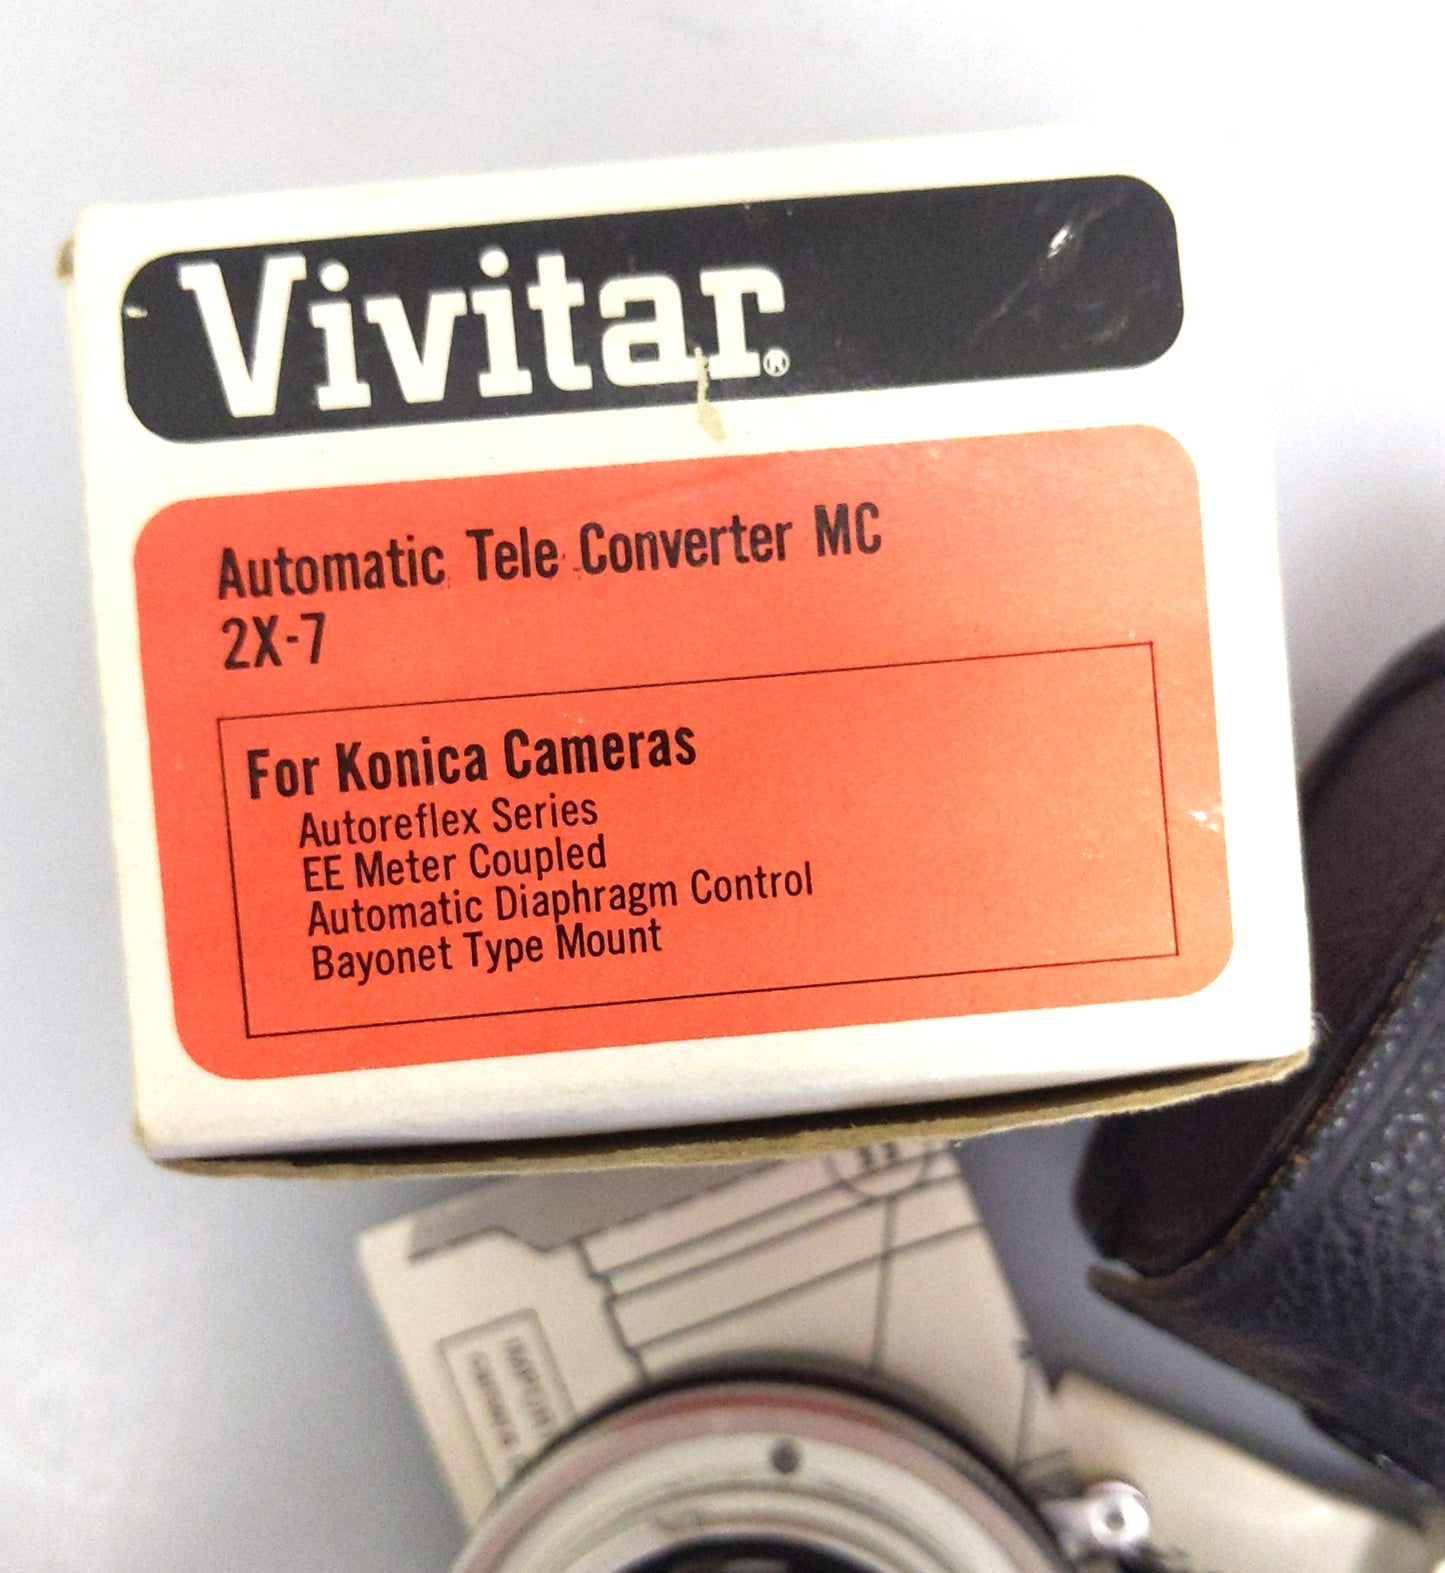 Vivitar®
Automatic Tele Converter MC
2X-7
For Konica Cameras
Autoreflex Series
EE Meter Coupled
Automatic Diaphragm Control
Bayonet Type Mount